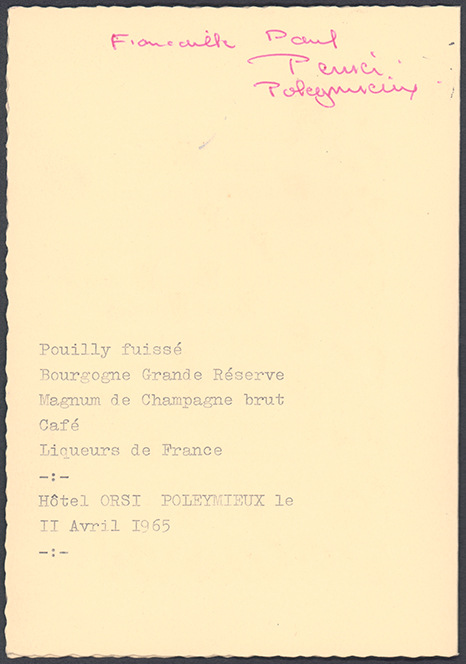 Fiançailles Paul
Poleymieux
Pouilly fuissé
Bourgogne Grande Réserve
Magnum de Champagne brut
Café
Liqueurs de France
-:-
Hôtel ORSI  POLEYMIEUX le
II Avril I965
-:-